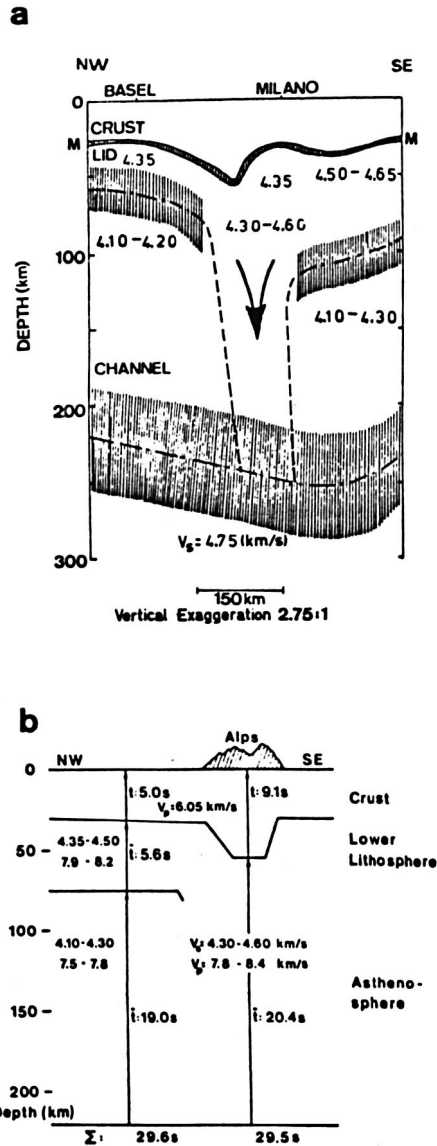 a
NW SE
BASEL MILANO
0
CRUST
M M
LID 4.35
4.35
4.50-4.65
4.30-4.60
4.10-4.20
100
4.10-4.30
DEPTH (km)
CHANNEL
200
Vs= 4.75 (km/s)
300
150km
Vertical Exaggeration 2.75:1
b
Alps
NW SE
0
t:5.0s t:9.1s
Vp=6.05 km/s
Crust
4.35-4.50
7.9 - 8.2
t:5.6s
Lower
Lithosphere
50
100
4.10-4.30
7.5 - 7.8
Vs=4.30-4.60 km/s
Vp=7.8 - 8.4 km/s
Astheno-
sphere
150
t:19.0s t:20.4s
200
Depth (km)
Σ: 29.6s 29.5s